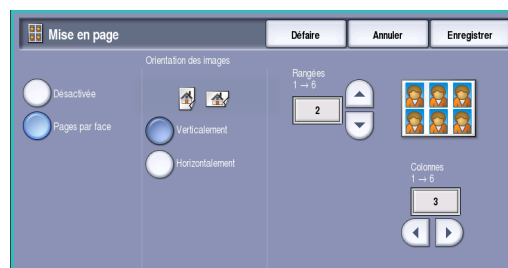 Mise en page
Défaire
Annuler
Enregistrer
Orientation des images
Désactivée
Pages par face
Verticalement
Horizontalement
Rangées
1 → 6
2
Colonnes
1 → 6
3